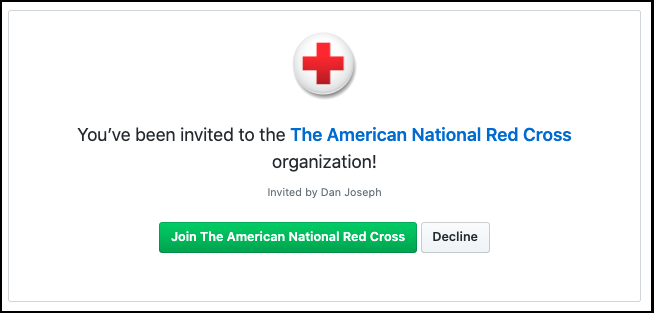 You’ve been invited to the The American National Red Cross
organization!
Invited by Dan Joseph
Join The American National Red Cross
Decline